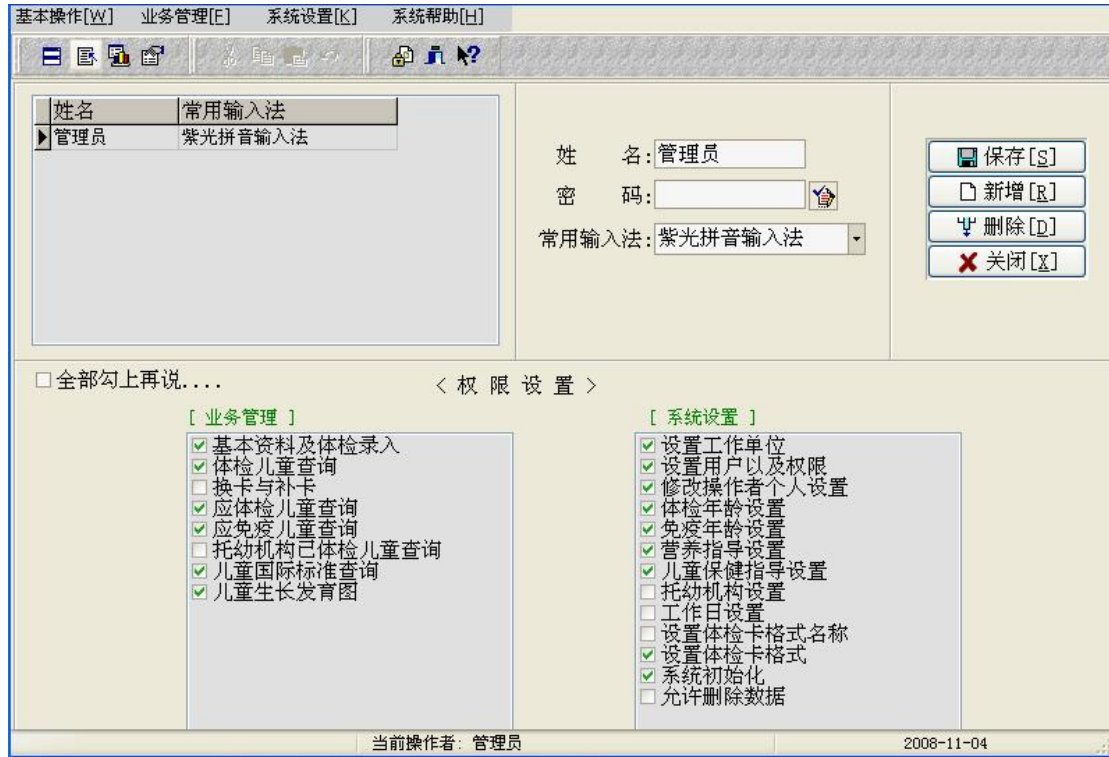 基本操作[W] 业务管理[F] 系统设置[K] 系统帮助[H]
姓名 常用输入法
管理员 紫光拼音输入法
姓 名:管理员
密 码:
常用输入法:紫光拼音输入法
保存[S]
新增[R]
删除[D]
关闭[X]
全部勾上再说....
<权 限 设 置>
[ 业务管理 ]
基本资料及体检录入
体检儿童查询
换卡与补卡
应体检儿童查询
应免疫儿童查询
托幼机构已体检儿童查询
儿童国际标准查询
儿童生长发育图
[ 系统设置 ]
设置工作单位
设置用户以及权限
修改操作者个人设置
体检年龄设置
免疫年龄设置
营养指导设置
儿童保健指导设置
托幼机构设置
工作日设置
设置体检卡格式名称
设置体检卡格式
系统初始化
允许删除数据
当前操作者: 管理员 2008-11-04